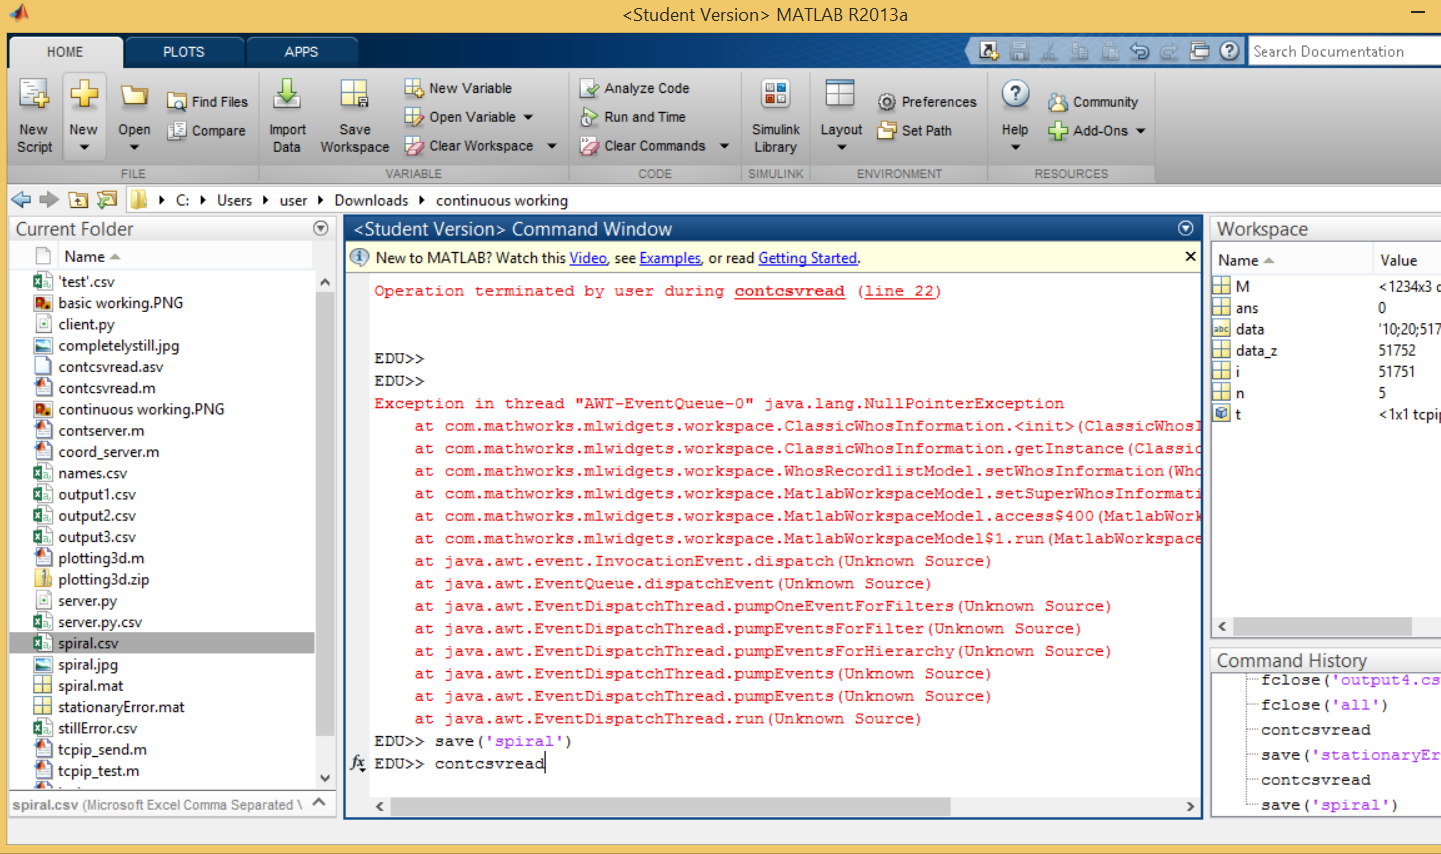 <Student Version> MATLAB R2013a
HOME PLOTS APPS
Search Documentation
New Script
New
Open
Find Files
Compare
Import Data
Save Workspace
New Variable
Open Variable
Clear Workspace
Analyze Code
Run and Time
Clear Commands
Simulink Library
Layout
Preferences
Set Path
Help
Community
Add-Ons
FILE VARIABLE CODE SIMULINK ENVIRONMENT RESOURCES
C: Users user Downloads continuous working
Current Folder
Name
'test'.csv
basic working.PNG
client.py
completelystill.jpg
contcsvread.asv
contcsvread.m
continuous working.PNG
contserver.m
coord_server.m
names.csv
output1.csv
output2.csv
output3.csv
plotting3d.m
plotting3d.zip
server.py
server.py.csv
spiral.csv
spiral.jpg
spiral.mat
stationaryError.mat
stillError.csv
tcpip_send.m
tcpip_test.m
spiral.csv (Microsoft Excel Comma Separated \
<Student Version> Command Window
New to MATLAB? Watch this Video, see Examples, or read Getting Started.
Operation terminated by user during contcsvread (line 22)
EDU>>
EDU>>
Exception in thread "AWT-EventQueue-0" java.lang.NullPointerException
at com.mathworks.mlwidgets.workspace.ClassicWhosInformation.<init>(ClassicWhosI
at com.mathworks.mlwidgets.workspace.ClassicWhosInformation.getInstance(Classic
at com.mathworks.mlwidgets.workspace.WhosRecordlistModel.setWhosInformation(Who
at com.mathworks.mlwidgets.workspace.MatlabWorkspaceModel.setSuperWhosInformati
at com.mathworks.mlwidgets.workspace.MatlabWorkspaceModel.access$400(MatlabWork
at com.mathworks.mlwidgets.workspace.MatlabWorkspaceModel$1.run(MatlabWorkspace
at java.awt.event.InvocationEvent.dispatch(Unknown Source)
at java.awt.EventQueue.dispatchEvent(Unknown Source)
at java.awt.EventDispatchThread.pumpOneEventForFilters(Unknown Source)
at java.awt.EventDispatchThread.pumpEventsForFilter(Unknown Source)
at java.awt.EventDispatchThread.pumpEventsForHierarchy(Unknown Source)
at java.awt.EventDispatchThread.pumpEvents(Unknown Source)
at java.awt.EventDispatchThread.pumpEvents(Unknown Source)
at java.awt.EventDispatchThread.run(Unknown Source)
EDU>> save('spiral')
fx EDU>> contcsvread
Workspace
Name Value
M <1234x3 d
ans 0
data '10;20;517
data_z 51752
i 51751
n 5
t <1x1 tcpip
Command History
fclose('output4.cs
fclose('all')
contcsvread
save('stationaryEr
contcsvread
save('spiral')